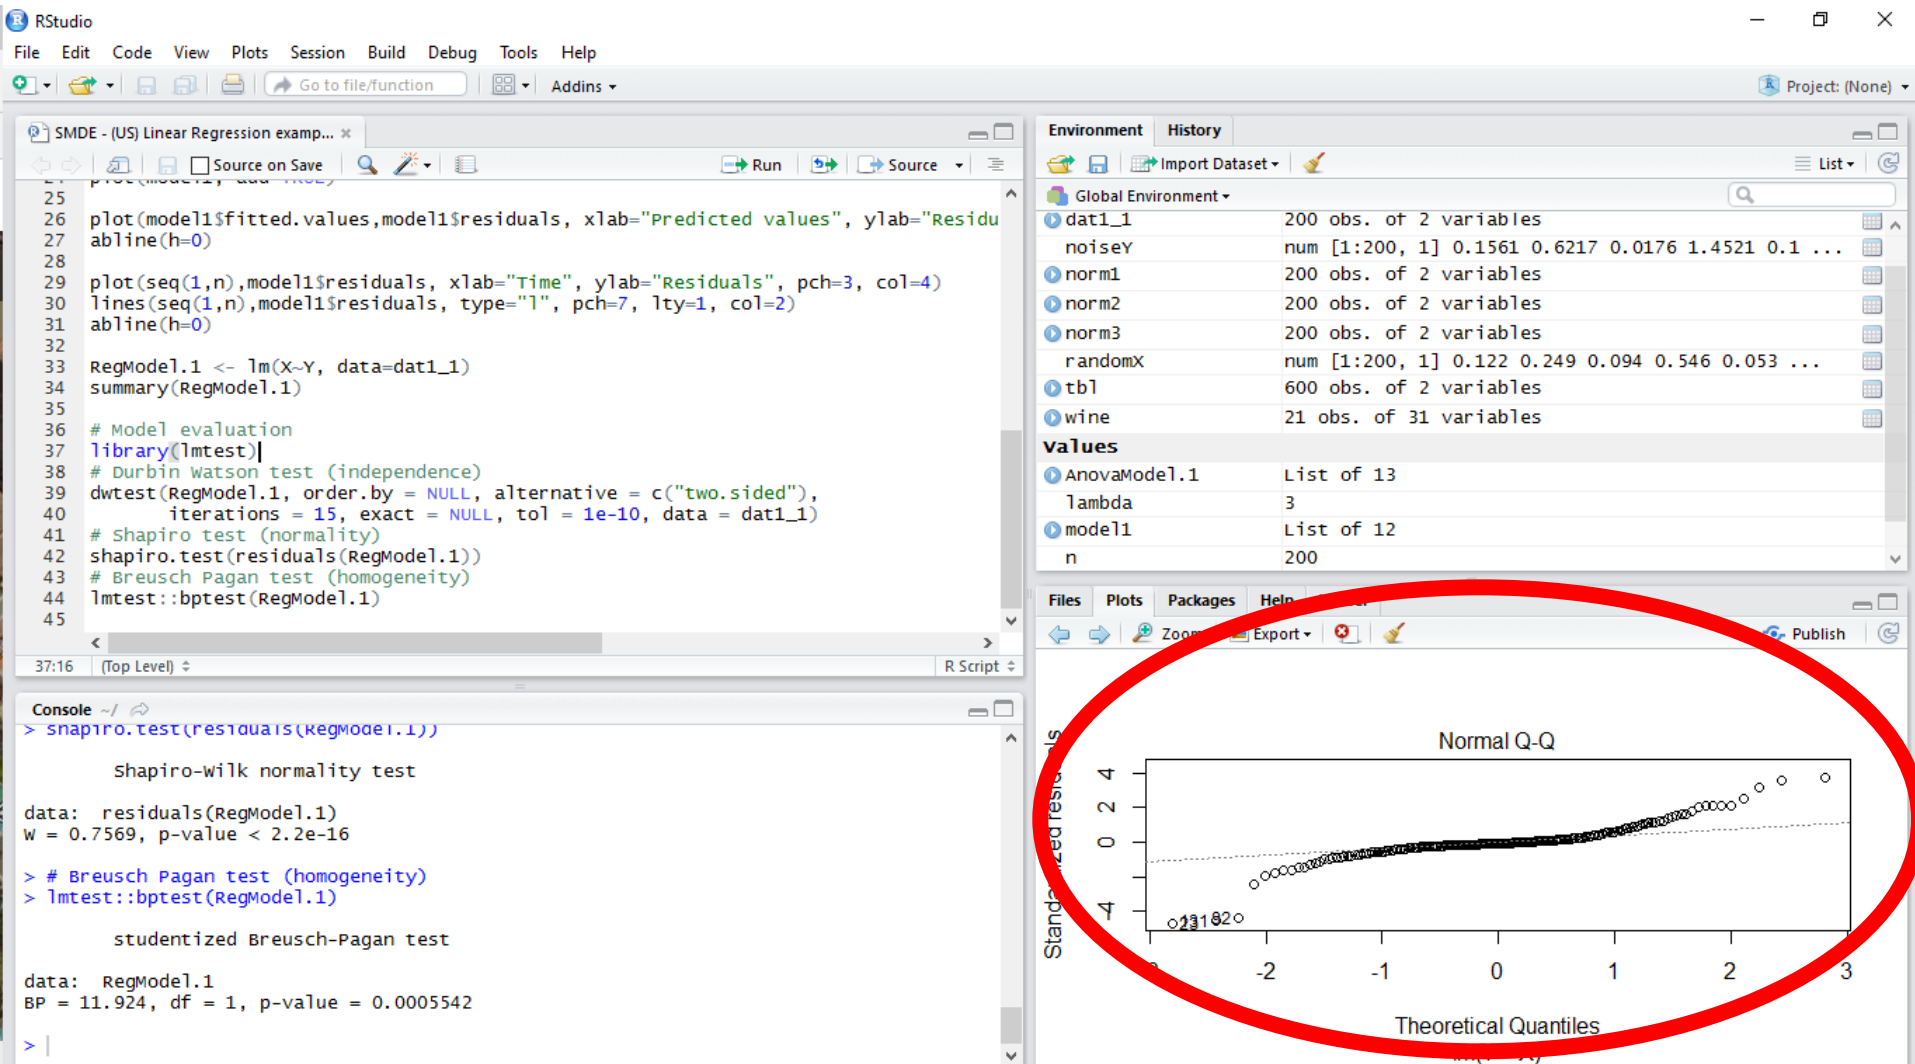 RStudio
File Edit Code View Plots Session Build Debug Tools Help
Go to file/function Addins Project: (None)
SMDE - (US) Linear Regression examp...
Source on Save Run Source
25
26 plot(model1$fitted.values,model1$residuals, xlab="Predicted values", ylab="Residu
27 abline(h=0)
28
29 plot(seq(1,n),model1$residuals, xlab="Time", ylab="Residuals", pch=3, col=4)
30 lines(seq(1,n),model1$residuals, type="l", pch=7, lty=1, col=2)
31 abline(h=0)
32
33 RegModel.1 <- lm(X~Y, data=dat1_1)
34 summary(RegModel.1)
35
36 # Model evaluation
37 library(lmtest)
38 # Durbin Watson test (independence)
39 dwtest(RegModel.1, order.by = NULL, alternative = c("two.sided"),
40 iterations = 15, exact = NULL, tol = 1e-10, data = dat1_1)
41 # Shapiro test (normality)
42 shapiro.test(residuals(RegModel.1))
43 # Breusch Pagan test (homogeneity)
44 lmtest::bptest(RegModel.1)
45
37:16 (Top Level) R Script
Console ~/
> shapiro.test(residuals(RegModel.1))
Shapiro-Wilk normality test
data: residuals(RegModel.1)
W = 0.7569, p-value < 2.2e-16
> # Breusch Pagan test (homogeneity)
> lmtest::bptest(RegModel.1)
studentized Breusch-Pagan test
data: RegModel.1
BP = 11.924, df = 1, p-value = 0.0005542
>
Environment History
Import Dataset List
Global Environment
dat1_1 200 obs. of 2 variables
noiseY num [1:200, 1] 0.1561 0.6217 0.0176 1.4521 0.1 ...
norm1 200 obs. of 2 variables
norm2 200 obs. of 2 variables
norm3 200 obs. of 2 variables
randomX num [1:200, 1] 0.122 0.249 0.094 0.546 0.053 ...
tbl 600 obs. of 2 variables
wine 21 obs. of 31 variables
Values
AnovaModel.1 List of 13
lambda 3
model1 List of 12
n 200
Files Plots Packages Help
Zoom Export Publish
Normal Q-Q
Standardized residuals
4
2
0
-4
-2 -1 0 1 2 3
Theoretical Quantiles